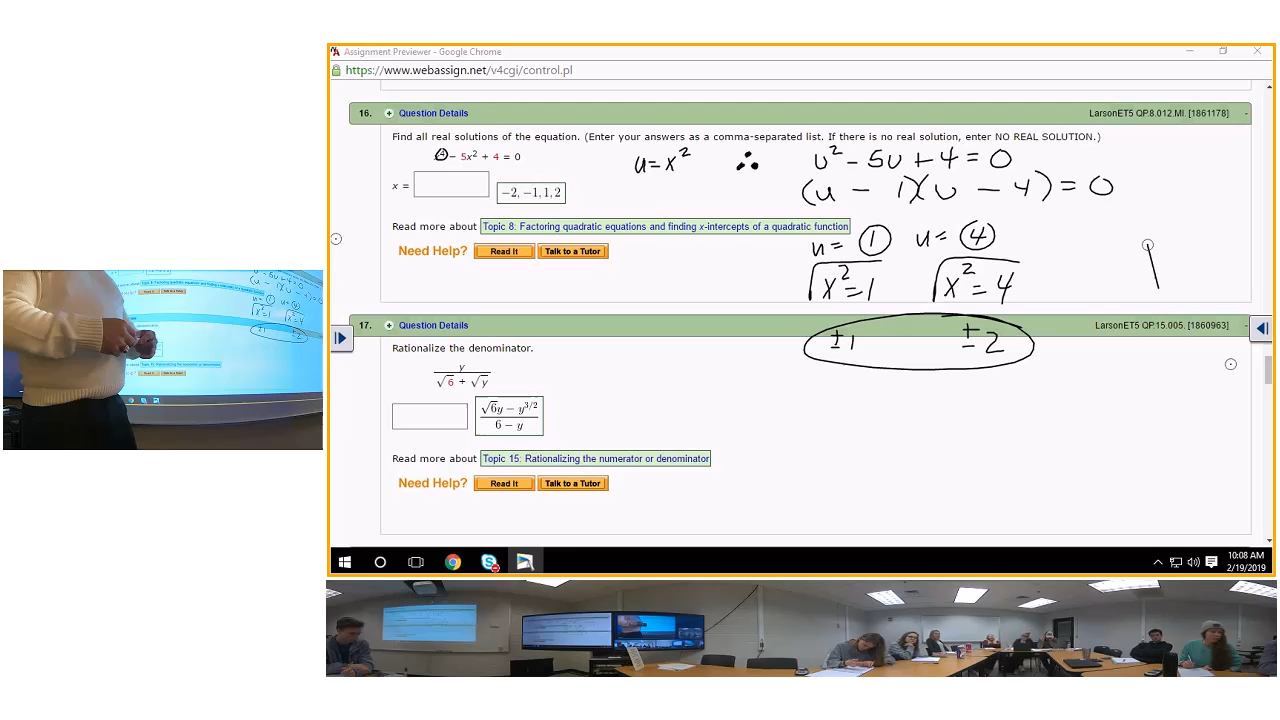 Assignment Previewer - Google Chrome
https://www.webassign.net/v4cgi/control.pl
16. Question Details LarsonET5 QP.8.012.MI. [1861178]
Find all real solutions of the equation. (Enter your answers as a comma-separated list. If there is no real solution, enter NO REAL SOLUTION.)
− 5x² + 4 = 0
u = x² ∴ u² - 5u + 4 = 0
(u - 1)(u - 4) = 0
x = −2, −1, 1, 2
Read more about Topic 8: Factoring quadratic equations and finding x-intercepts of a quadratic function
u = 1 u = 4
Need Help? Read It Talk to a Tutor
√x² = 1 √x² = 4
17. Question Details LarsonET5 QP.15.005. [1860963]
±1 ±2
Rationalize the denominator.
y / (√6 + √y)
(√6y − y^3/2) / (6 − y)
Read more about Topic 15: Rationalizing the numerator or denominator
Need Help? Read It Talk to a Tutor
10:08 AM
2/19/2019